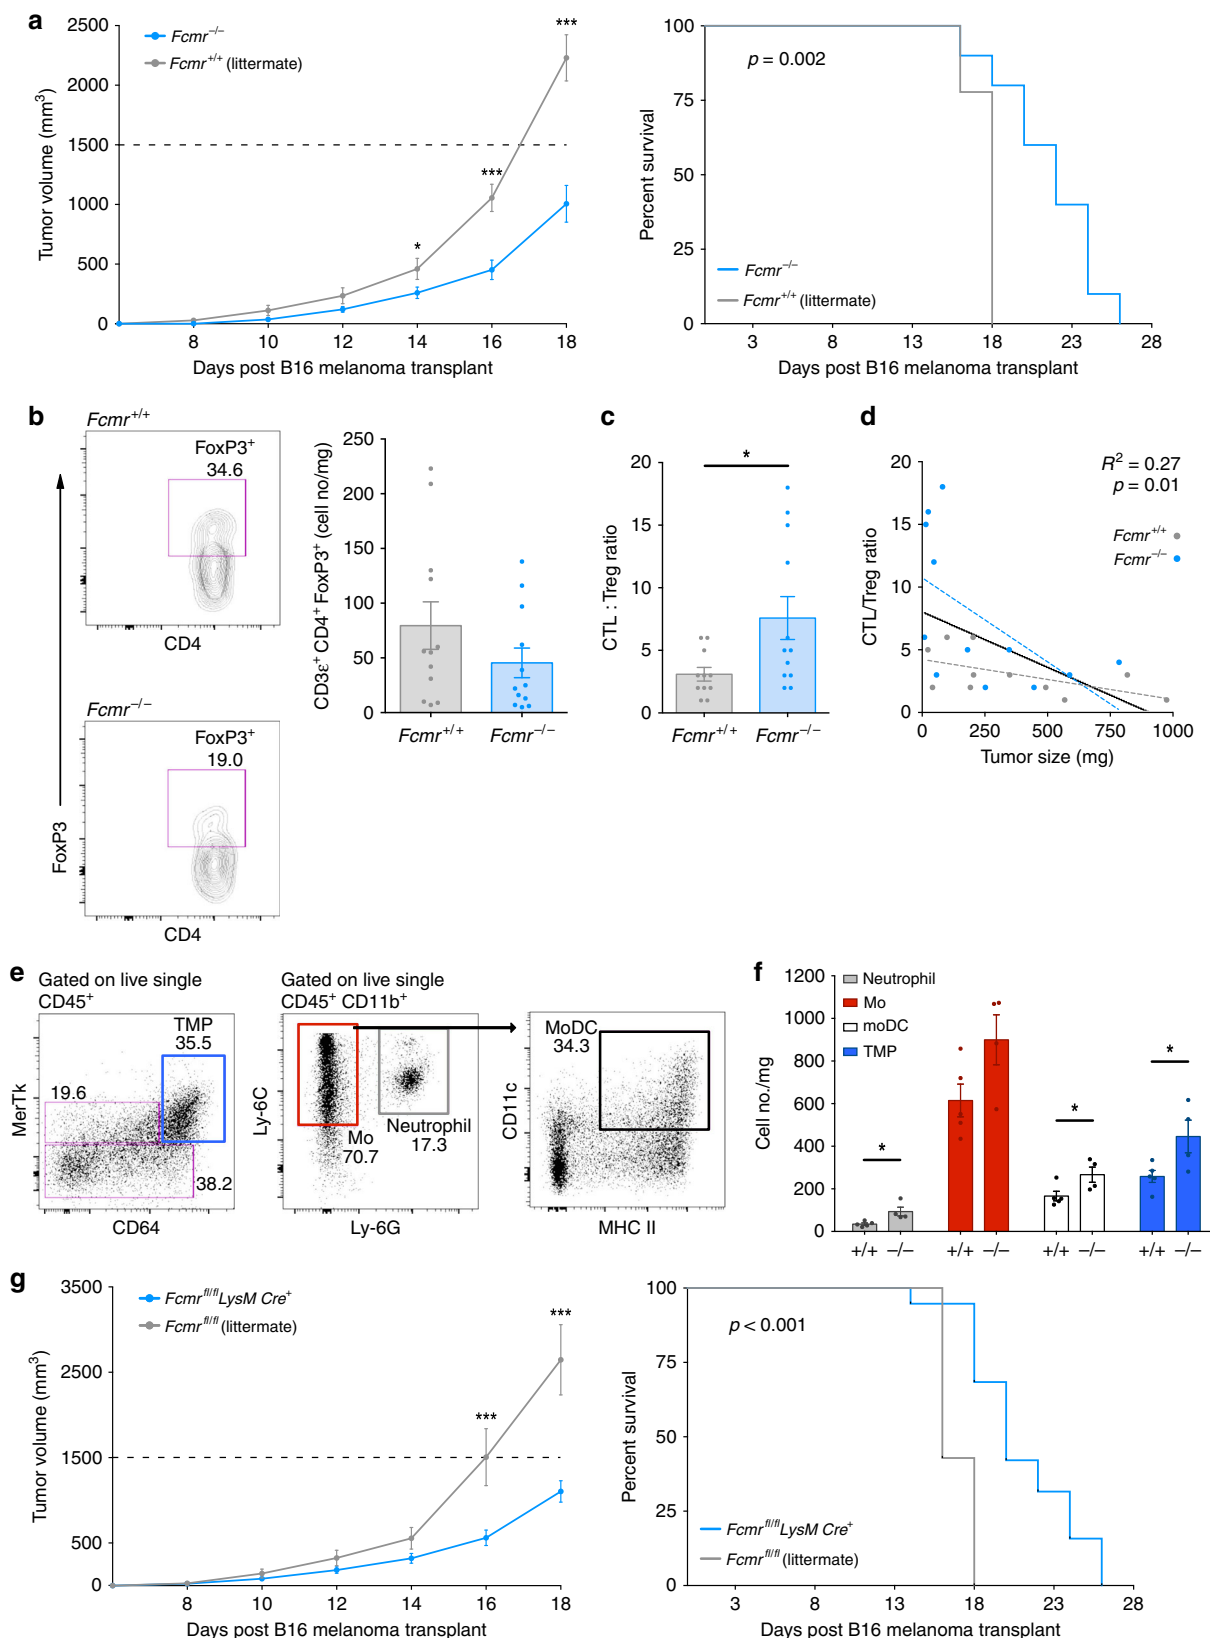 a
2500
2000
1500
1000
500
0
Tumor volume (mm³)
8 10 12 14 16 18
Days post B16 melanoma transplant
Fcmr⁻/⁻
Fcmr⁺/⁺ (littermate)
*
***
***
100
75
50
25
0
Percent survival
p = 0.002
Fcmr⁻/⁻
Fcmr⁺/⁺ (littermate)
3 8 13 18 23 28
Days post B16 melanoma transplant
b
Fcmr⁺/⁺
FoxP3⁺
34.6
CD4
Fcmr⁻/⁻
FoxP3⁺
19.0
FoxP3
CD4
CD3ε⁺ CD4⁺ FoxP3⁺ (cell no/mg)
250
200
150
100
50
0
Fcmr⁺/⁺ Fcmr⁻/⁻
c
CTL : Treg ratio
20
15
10
5
0
*
Fcmr⁺/⁺ Fcmr⁻/⁻
d
CTL/Treg ratio
20
15
10
5
0
R² = 0.27
p = 0.01
Fcmr⁺/⁺
Fcmr⁻/⁻
0 250 500 750 1000
Tumor size (mg)
e
Gated on live single
CD45⁺
TMP
35.5
19.6
38.2
MerTk
CD64
Gated on live single
CD45⁺ CD11b⁺
Ly-6C
Mo
70.7
Neutrophil
17.3
Ly-6G
MoDC
34.3
CD11c
MHC II
f
1200
1000
800
600
400
200
0
Cell no./mg
Neutrophil
Mo
moDC
TMP
*
*
*
+/+ −/− +/+ −/− +/+ −/− +/+ −/−
g
3500
2500
1500
500
0
Tumor volume (mm³)
Fcmrᶠˡ/ᶠˡ LysM Cre⁺
Fcmrᶠˡ/ᶠˡ (littermate)
***
***
8 10 12 14 16 18
Days post B16 melanoma transplant
100
75
50
25
0
Percent survival
p < 0.001
Fcmrᶠˡ/ᶠˡ LysM Cre⁺
Fcmrᶠˡ/ᶠˡ (littermate)
3 8 13 18 23 28
Days post B16 melanoma transplant